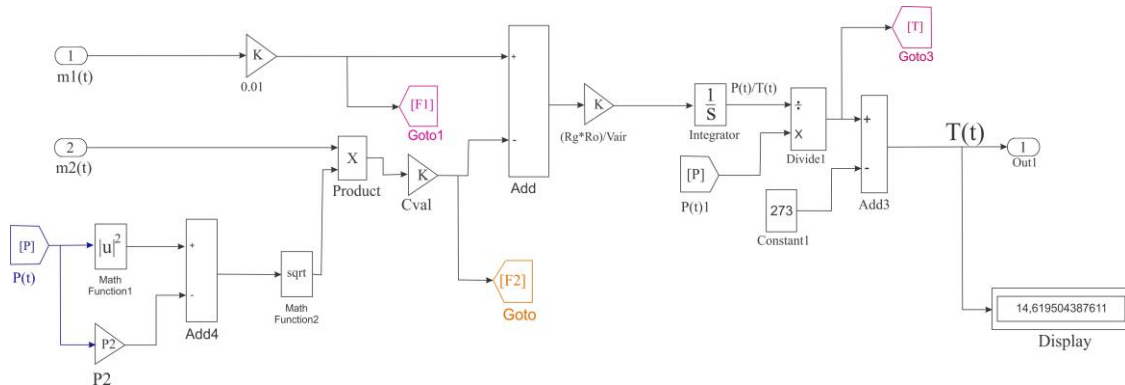 1
m1(t)
K
0.01
[F1]
Goto1
2
m2(t)
X
Product
K
Cval
+
-
Add
K
(Rg*Ro)/Vair
1
s
Integrator
P(t)/T(t)
÷
X
Divide1
[P]
P(t)1
[T]
Goto3
273
Constant1
+
-
Add3
T(t)
1
Out1
[P]
P(t)
|u|²
Math
Function1
P2
P2
+
-
Add4
sqrt
Math
Function2
[F2]
Goto
14,619504387611
Display